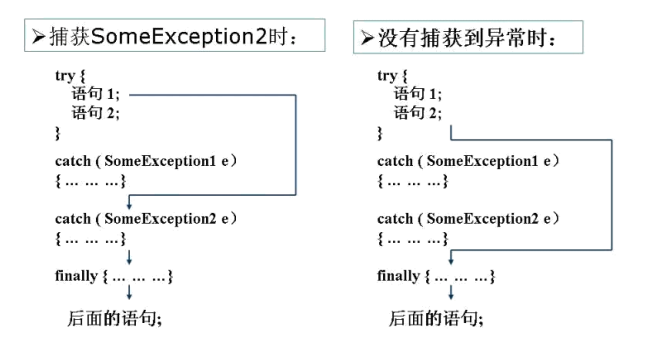 ➢捕获SomeException2时：
try {
语句 1;
语句 2;
}
catch ( SomeException1 e）
{ … … …}
catch ( SomeException2 e）
{ … … …}
finally { … … …}
后面的语句;
➢没有捕获到异常时：
try {
语句 1;
语句 2;
}
catch ( SomeException1 e）
{ … … …}
catch ( SomeException2 e）
{ … … …}
finally { … … …}
后面的语句;